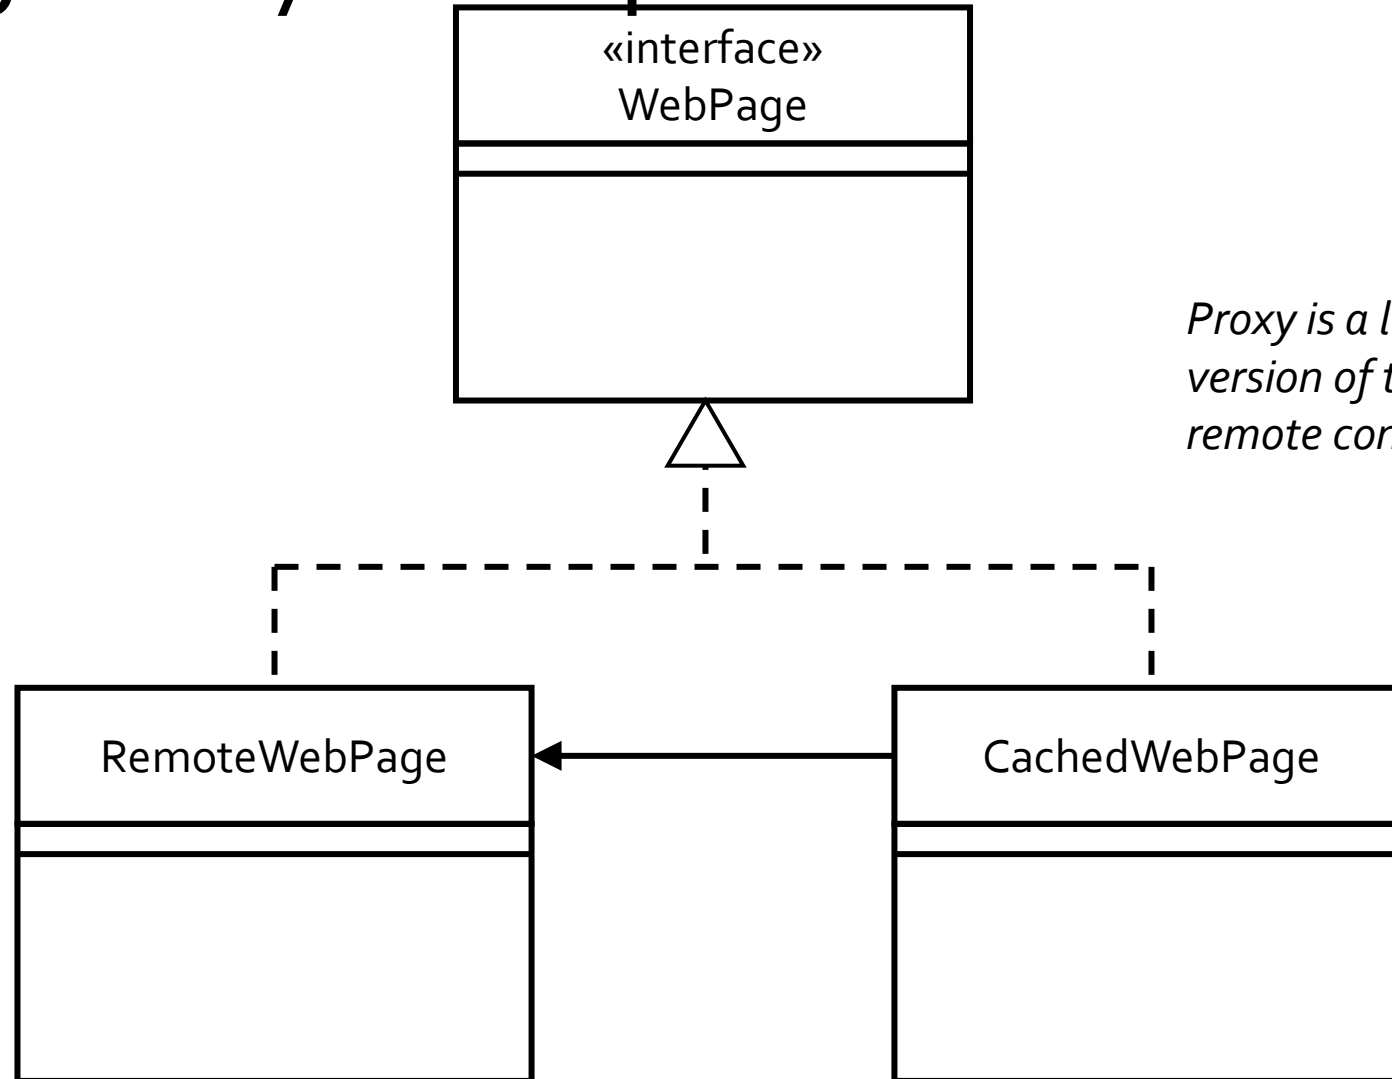 «interface»
WebPage
Proxy is a
version of
remote
RemoteWebPage
CachedWebPage